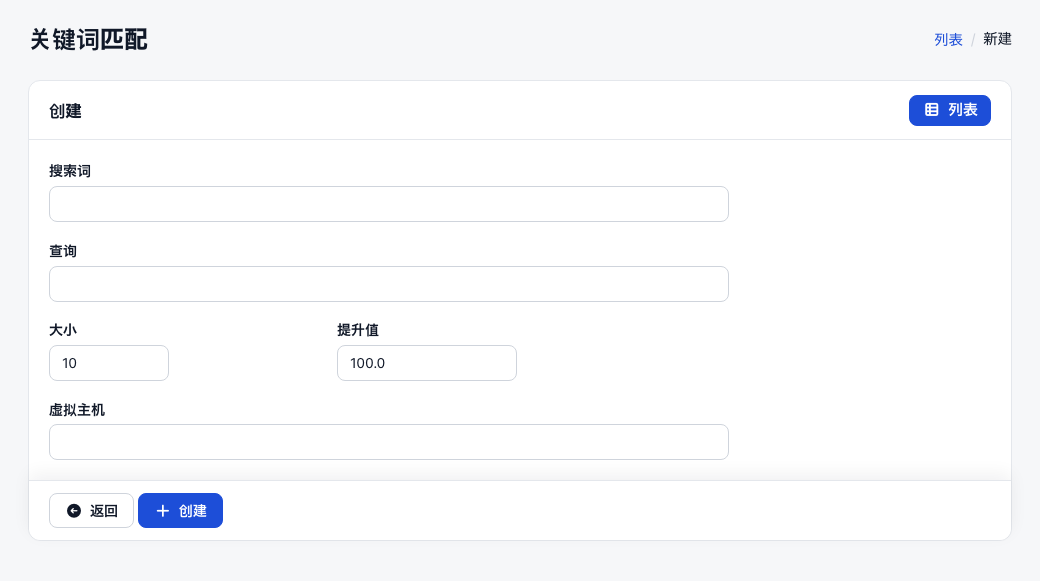 关键词匹配
列表 / 新建
创建
列表
搜索词
查询
大小 提升值
10 100.0
虚拟主机
返回 创建